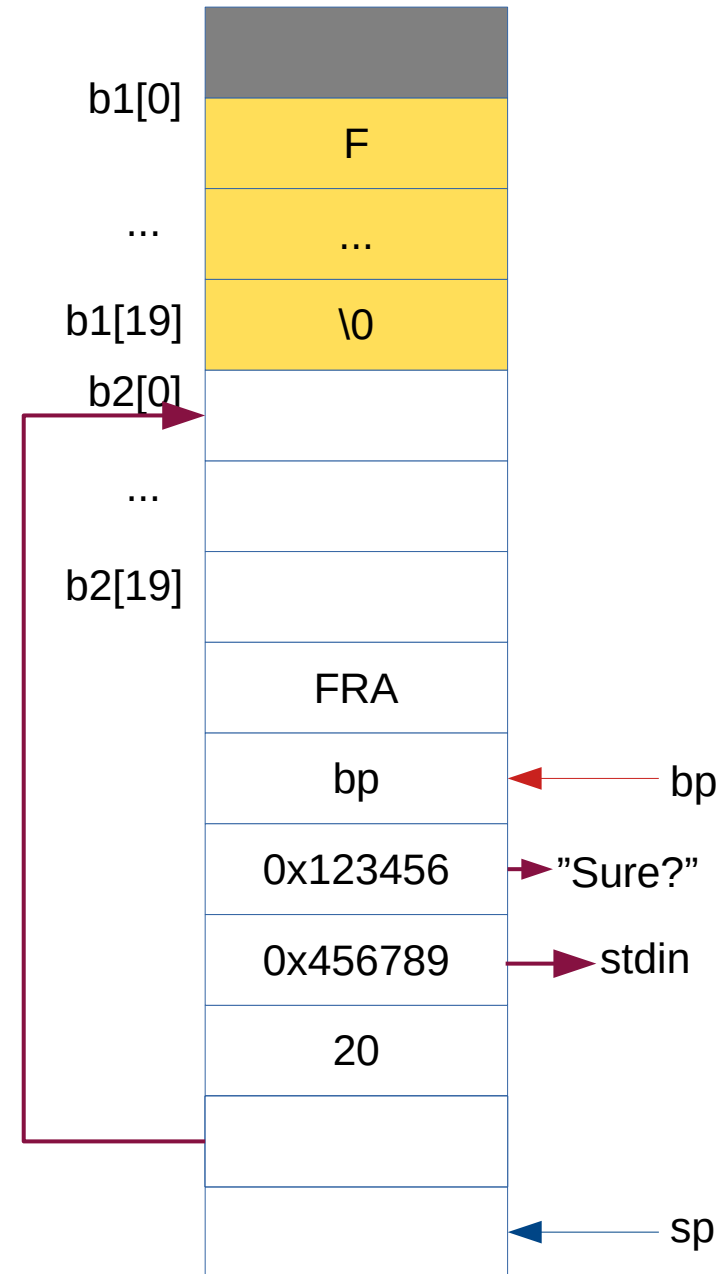 b1[0]
F
... ...
b1[19] \0
b2[0]
...
b2[19]
FRA
bp bp
0x123456 ”Sure?”
0x456789 stdin
20
sp